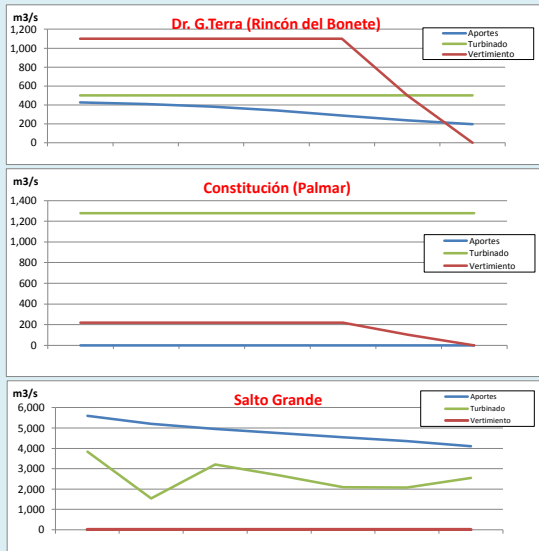 m3/s
Dr. G.Terra (Rincón del Bonete)
1,200
1,000
800
600
400
200
0
Aportes
Turbinado
Vertimiento
m3/s
Constitución (Palmar)
1,400
1,200
1,000
800
600
400
200
0
Aportes
Turbinado
Vertimiento
m3/s
Salto Grande
6,000
5,000
4,000
3,000
2,000
1,000
0
Aportes
Turbinado
Vertimiento